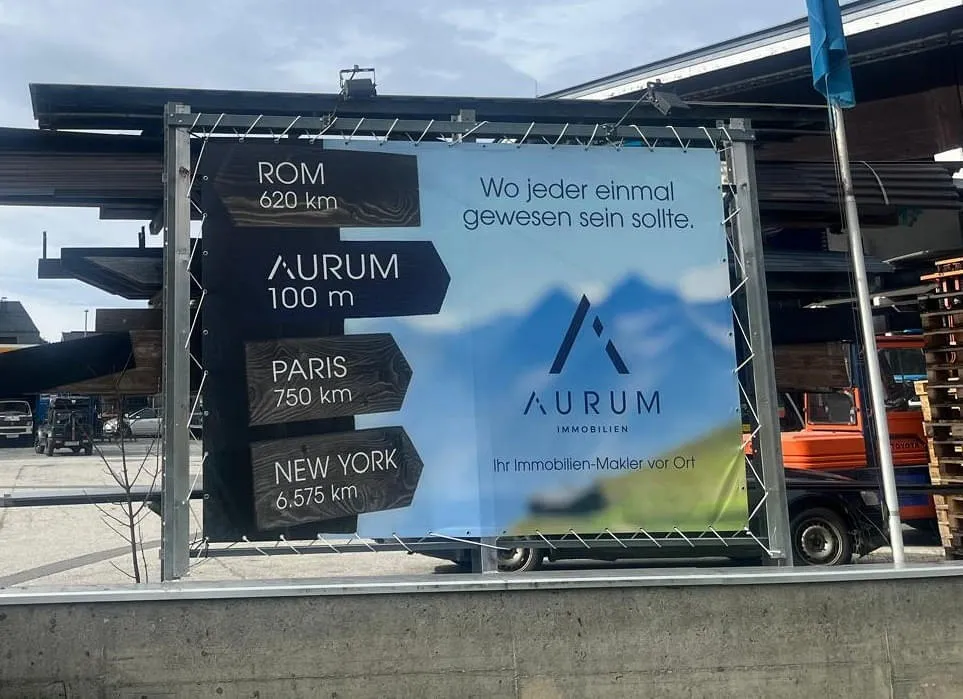 ROM
620 km
AURUM
100 m
PARIS
750 km
NEW YORK
6.575 km
Wo jeder einmal
gewesen sein sollte.
AURUM
IMMOBILIEN
Ihr Immobilien-Makler vor Ort
TOYOTA